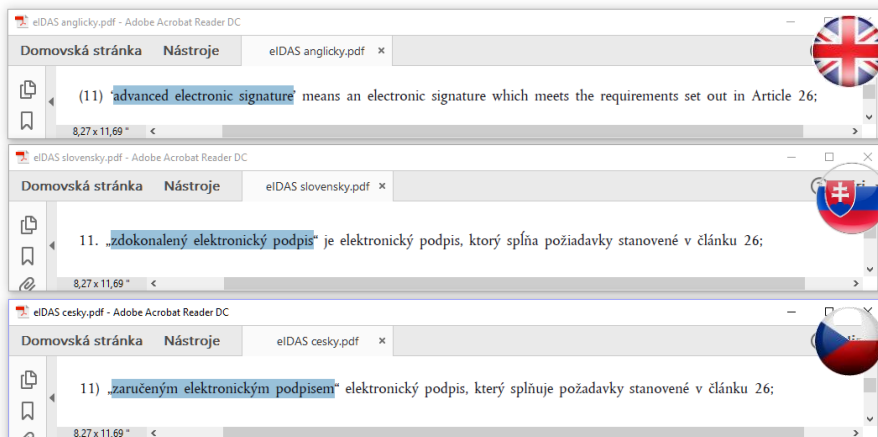 eIDAS anglicky.pdf - Adobe Acrobat Reader DC
Domovská stránka Nástroje eIDAS anglicky.pdf ×
(11) ‘advanced electronic signature’ means an electronic signature which meets the requirements set out in Article 26;
8,27 x 11,69 "
eIDAS slovensky.pdf - Adobe Acrobat Reader DC
Domovská stránka Nástroje eIDAS slovensky.pdf ×
11. „zdokonalený elektronický podpis“ je elektronický podpis, ktorý spĺňa požiadavky stanovené v článku 26;
8,27 x 11,69 "
eIDAS cesky.pdf - Adobe Acrobat Reader DC
Domovská stránka Nástroje eIDAS cesky.pdf ×
11) „zaručeným elektronickým podpisem“ elektronický podpis, který splňuje požadavky stanovené v článku 26;
8,27 x 11,69 "